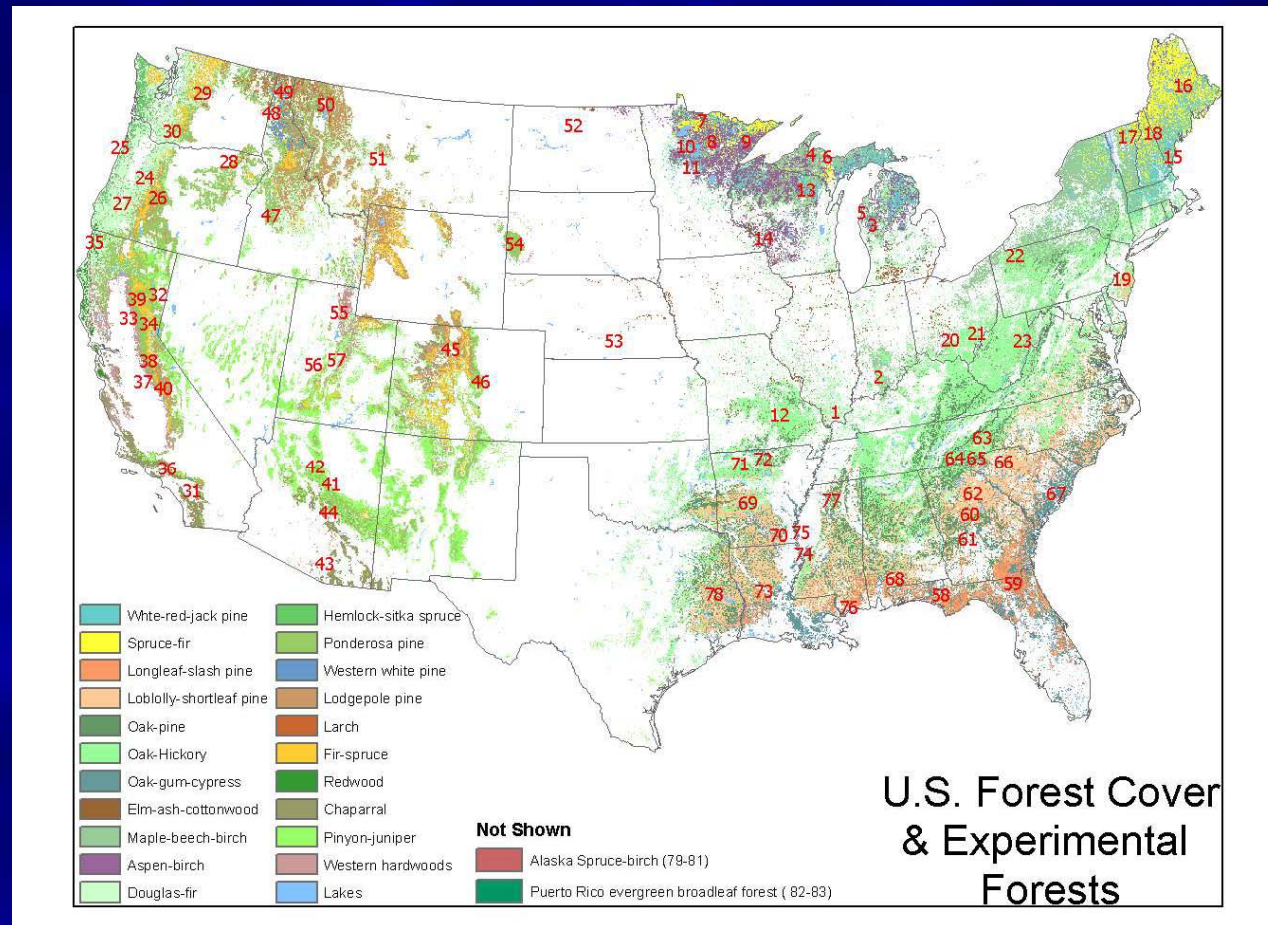 16
29
49
48
50
7
52
17
18
30
25
10
8
9
4
6
15
28
51
11
24
13
26
27
47
5
3
35
54
14
22
19
39
32
55
33
34
53
20
21
23
38
56
57
45
37
40
46
2
12
1
36
42
71
72
63
64
65
66
31
41
44
69
77
62
67
60
70
75
61
43
74
78
73
68
76
58
59
Whte-red-jack pine
Spruce-fir
Longleaf-slash pine
Loblolly-shortleaf pine
Oak-pine
Oak-Hickory
Oak-gum-cypress
Elm-ash-cottonwood
Maple-beech-birch
Aspen-birch
Douglas-fir
Hemlock-sitka spruce
Ponderosa pine
Western white pine
Lodgepole pine
Larch
Fir-spruce
Redwood
Chaparral
Pinyon-juniper
Western hardwoods
Lakes
Not Shown
Alaska Spruce-birch (79-81)
Puerto Rico evergreen broadleaf forest ( 82-83)
U.S. Forest Cover
& Experimental
Forests